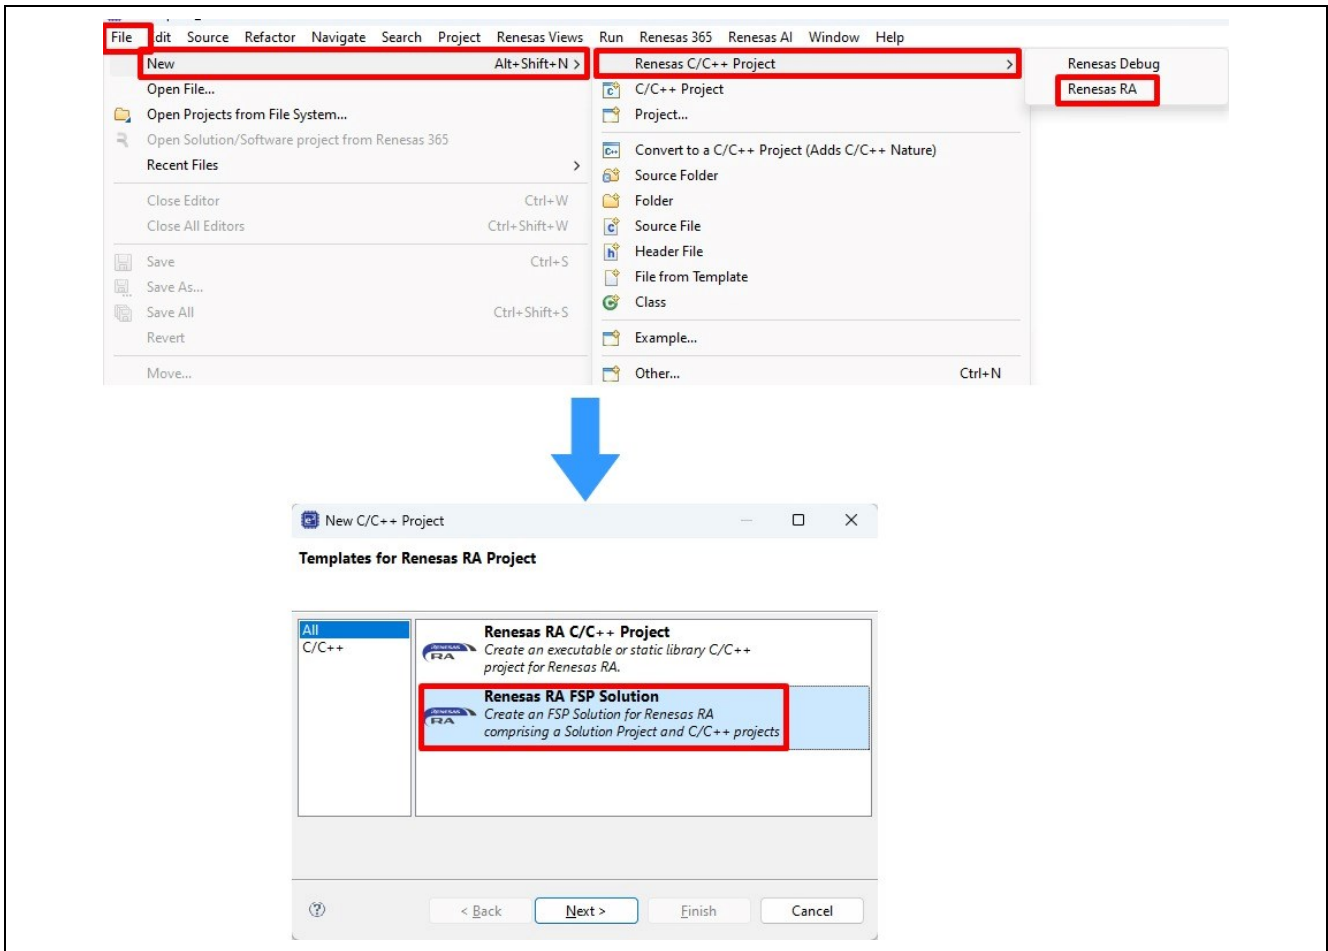 File Edit Source Refactor Navigate Search Project Renesas Views Run Renesas 365 Renesas AI Window Help
New Alt+Shift+N > Renesas C/C++ Project > Renesas Debug
Open File... C/C++ Project Renesas RA
Open Projects from File System... Project...
Open Solution/Software project from Renesas 365 Convert to a C/C++ Project (Adds C/C++ Nature)
Recent Files > Source Folder
Close Editor Ctrl+W Folder
Close All Editors Ctrl+Shift+W Source File
Save Ctrl+S Header File
Save As... File from Template
Save All Ctrl+Shift+S Class
Revert Example...
Move... Other... Ctrl+N
New C/C++ Project
Templates for Renesas RA Project
All
C/C++
Renesas RA C/C++ Project
Create an executable or static library C/C++
project for Renesas RA.
RENESAS
RA
Renesas RA FSP Solution
Create an FSP Solution for Renesas RA
comprising a Solution Project and C/C++ projects
RENESAS
RA
< Back Next > Finish Cancel